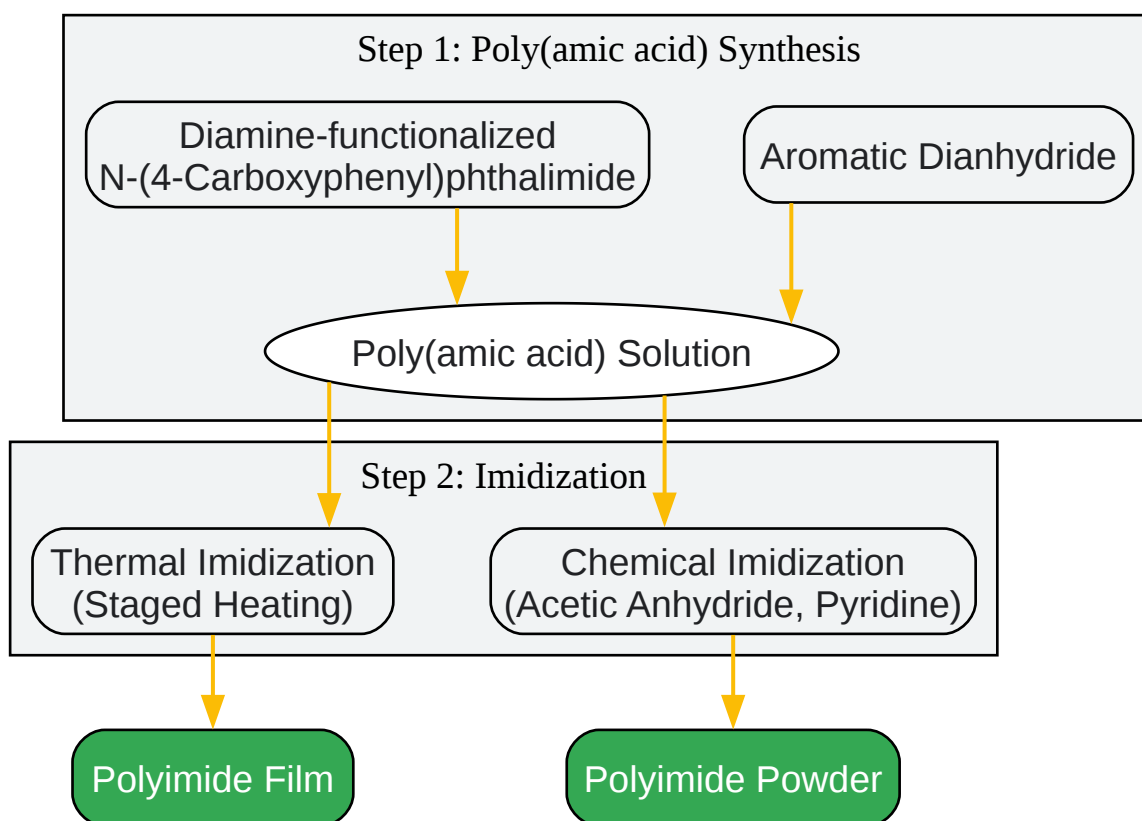 Step 1: Poly(amic acid) Synthesis
Diamine-functionalized
N-(4-Carboxyphenyl)phthalimide
Aromatic Dianhydride
Poly(amic acid) Solution
Step 2: Imidization
Thermal Imidization
(Staged Heating)
Chemical Imidization
(Acetic Anhydride, Pyridine)
Polyimide Film
Polyimide Powder